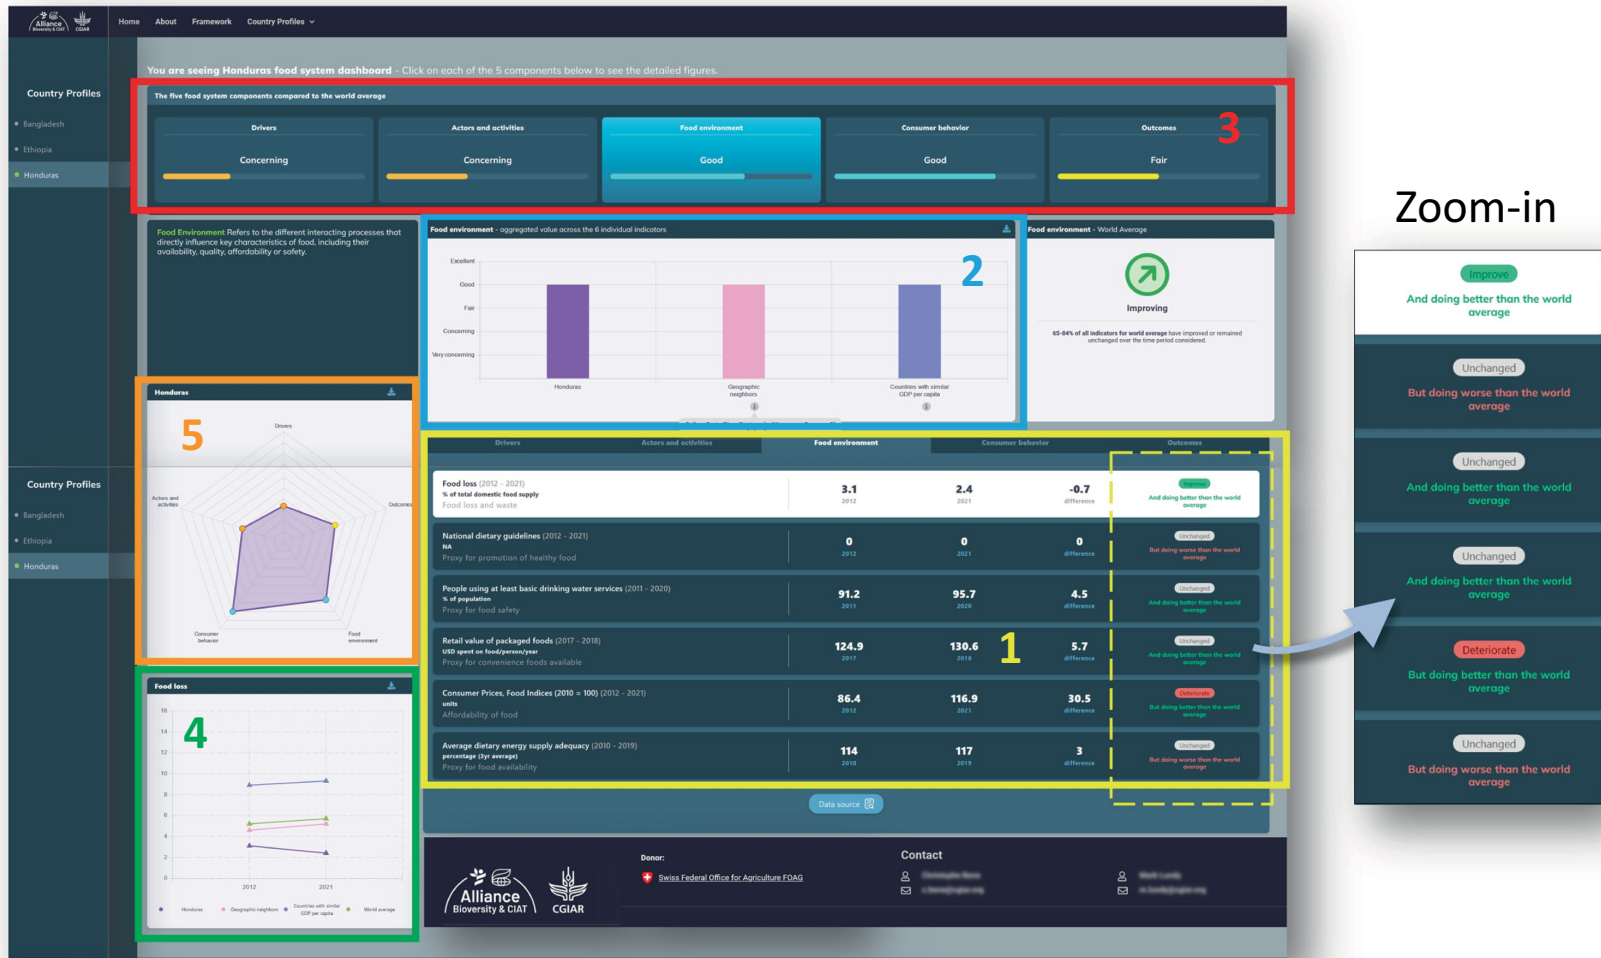 Alliance
Bioversity & CIAT
CGIAR
Home About Framework Country Profiles
You are seeing Honduras food system dashboard - Click on each of the 5 components below to see the detailed figures.
Country Profiles
Bangladesh
Ethiopia
Honduras
The five food system components compared to the world average
Drivers
Concerning
Actors and activities
Concerning
Food environment
Good
Consumer behavior
Good
Outcomes
Fair
3
Food Environment Refers to the different interacting processes that
directly influence key characteristics of food, including their
availability, quality, affordability or safety.
Food environment - aggregated value across the 6 individual indicators
2
Excellent
Good
Fair
Concerning
Very concerning
Honduras
Geographic
neighbors
Countries with similar
GDP per capita
Food environment - World Average
Improving
65-84% of all indicators for world average have improved or remained
unchanged over the time period considered.
Honduras
5
Drivers
Actors and
activities
Outcomes
Consumer
behavior
Food
environment
Country Profiles
Bangladesh
Ethiopia
Honduras
Food loss
4
16
14
12
10
8
6
4
2
0
2012 2021
Honduras
Geographic neighbors
Countries with similar
GDP per capita
World average
Drivers Actors and activities Food environment Consumer behavior Outcomes
Food loss (2012 - 2021)
% of total domestic food supply
Food loss and waste
3.1 2.4 -0.7
2012 2021 difference
Improve
And doing better than the world
average
National dietary guidelines (2012 - 2021)
NA
Proxy for promotion of healthy food
0 0 0
2012 2021 difference
Unchanged
But doing worse than the world
average
People using at least basic drinking water services (2011 - 2020)
% of population
Proxy for food safety
91.2 95.7 4.5
2011 2020 difference
Unchanged
And doing better than the world
average
Retail value of packaged foods (2017 - 2018)
USD spent on food/person/year
Proxy for convenience foods available
124.9 130.6 5.7
2017 2018 difference
1
Unchanged
And doing better than the world
average
Consumer Prices, Food Indices (2010 = 100) (2012 - 2021)
units
Affordability of food
86.4 116.9 30.5
2012 2021 difference
Deteriorate
But doing better than the world
average
Average dietary energy supply adequacy (2010 - 2019)
percentage (3yr average)
Proxy for food availability
114 117 3
2010 2019 difference
Unchanged
But doing worse than the world
average
Data source
Alliance
Bioversity & CIAT
CGIAR
Donor:
Swiss Federal Office for Agriculture FOAG
Contact
Zoom-in
Improve
And doing better than the world
average
Unchanged
But doing worse than the world
average
Unchanged
And doing better than the world
average
Unchanged
And doing better than the world
average
Deteriorate
But doing better than the world
average
Unchanged
But doing worse than the world
average